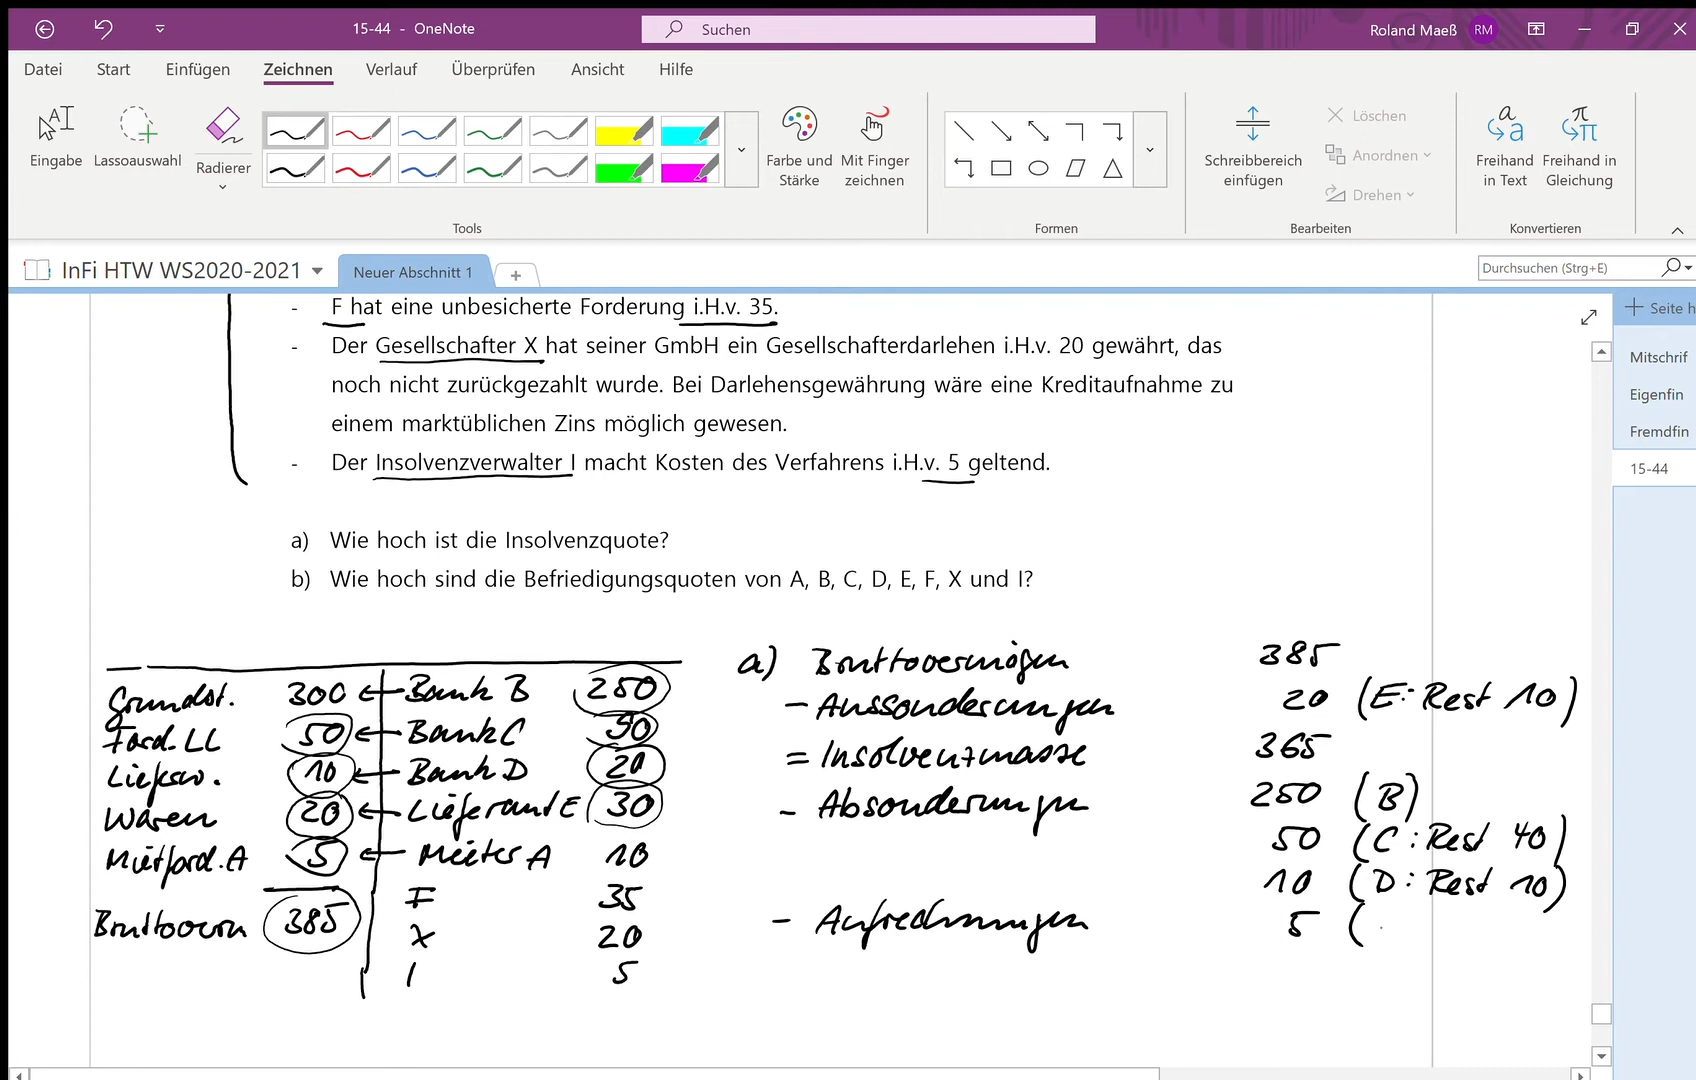 15-44 - OneNote
Suchen
Roland Maeß
RM
Datei Start Einfügen Zeichnen Verlauf Überprüfen Ansicht Hilfe
Eingabe
Lassoauswahl
Radierer
Farbe und Stärke
Mit Finger zeichnen
Schreibbereich einfügen
Löschen
Anordnen
Drehen
Freihand in Text
Freihand in Gleichung
Tools
Formen
Bearbeiten
Konvertieren
InFi HTW WS2020-2021
Neuer Abschnitt 1
Durchsuchen (Strg+E)
Seite h
Mitschrif
Eigenfin
Fremdfin
15-44
- F hat eine unbesicherte Forderung i.H.v. 35.
- Der Gesellschafter X hat seiner GmbH ein Gesellschafterdarlehen i.H.v. 20 gewährt, das
noch nicht zurückgezahlt wurde. Bei Darlehensgewährung wäre eine Kreditaufnahme zu
einem marktüblichen Zins möglich gewesen.
- Der Insolvenzverwalter I macht Kosten des Verfahrens i.H.v. 5 geltend.
a) Wie hoch ist die Insolvenzquote?
b) Wie hoch sind die Befriedigungsquoten von A, B, C, D, E, F, X und I?
Grundst. 300 ← Bank B 250
Ford. LL 50 ← Bank C 90
Liefskw. 10 ← Bank D 20
Waren 20 ← Lieferant E 30
Mietford. A 5 ← Mieter A 10
F 35
Bruttoverm 385 X 20
I 5
a) Bruttovermögen 385
- Aussonderungen 20 (E: Rest 10)
= Insolvenzmasse 365
- Absonderungen 250 (B)
50 (C: Rest 40)
10 (D: Rest 10)
- Aufrechnungen 5 (